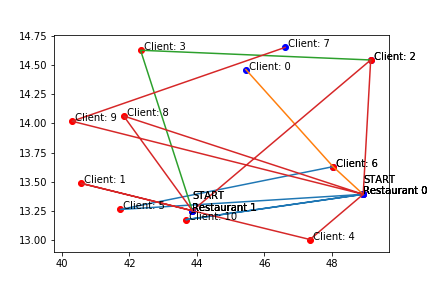 14.75
14.50
14.25
14.00
13.75
13.50
13.25
13.00
40
42
44
46
48
Client: 3
Client: 7
Client: 2
Client: 0
Client: 9
Client: 8
Client: 6
Client: 1
START
Restaurant 0
START
Restaurant 1
Client: 5
Client: 10
Client: 4